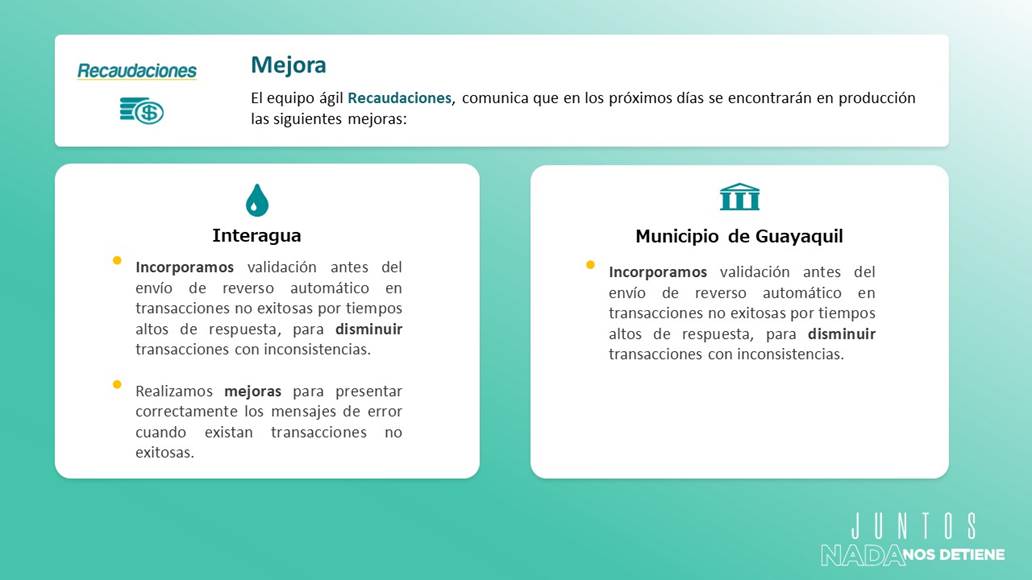 Recaudaciones
Mejora
El equipo ágil Recaudaciones, comunica que en los próximos días se encontrarán en producción
las siguientes mejoras:
Interagua
Incorporamos validación antes del
envío de reverso automático en
transacciones no exitosas por tiempos
altos de respuesta, para disminuir
transacciones con inconsistencias.
Realizamos mejoras para presentar
correctamente los mensajes de error
cuando existan transacciones no
exitosas.
Municipio de Guayaquil
Incorporamos validación antes del
envío de reverso automático en
transacciones no exitosas por tiempos
altos de respuesta, para disminuir
transacciones con inconsistencias.
JUNTOS
NADA NOS DETIENE